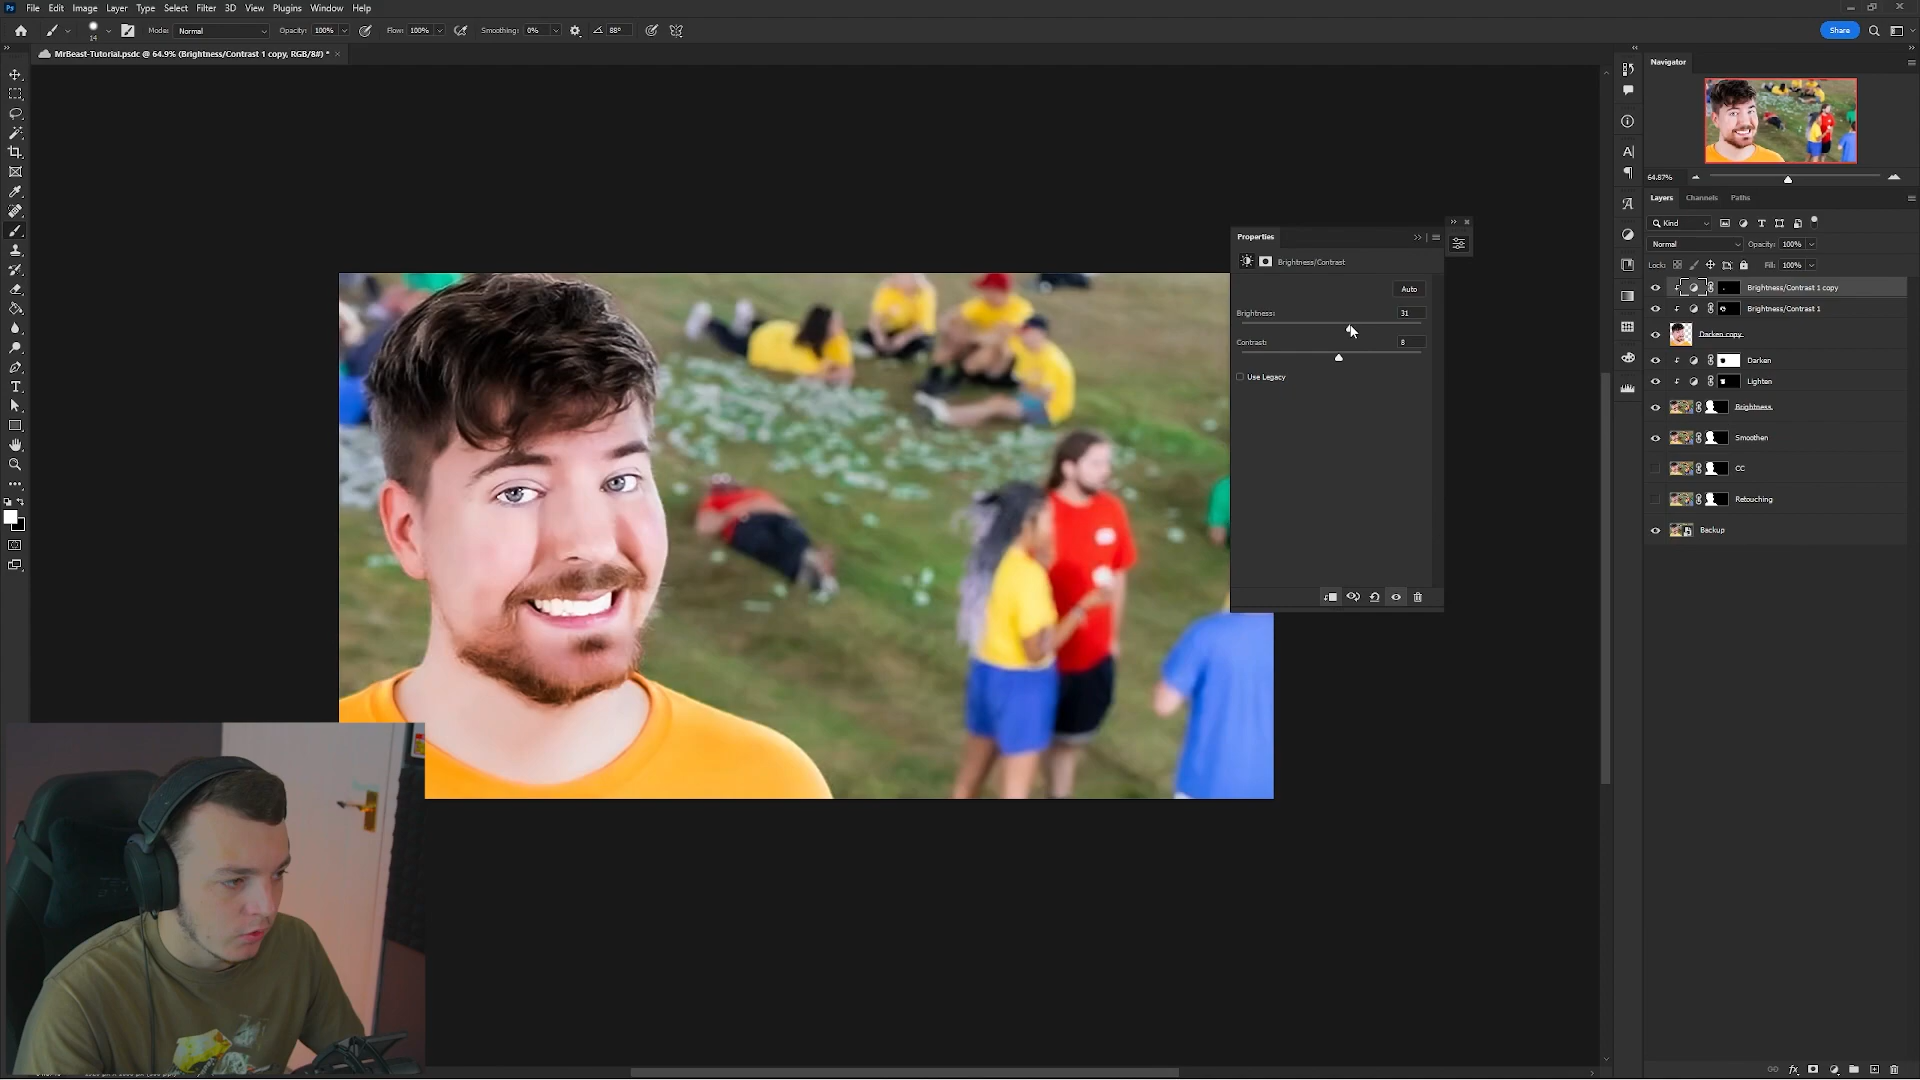 Ps File Edit Image Layer Type Select Filter 3D View Plugins Window Help
14 Mode: Normal Opacity: 100% Flow: 100% Smoothing: 0% 88° Share
MrBeast-Tutorial.psdc @ 64.9% (Brightness/Contrast 1 copy, RGB/8#) *
Navigator
64.87%
Layers Channels Paths
Kind
Normal Opacity: 100%
Lock: Fill: 100%
Brightness/Contrast 1 copy
Brightness/Contrast 1
Darken copy
Darken
Lighten
Brightness
Smoothen
CC
Retouching
Backup
Properties
Brightness/Contrast
Auto
Brightness: 31
Contrast: 8
Use Legacy